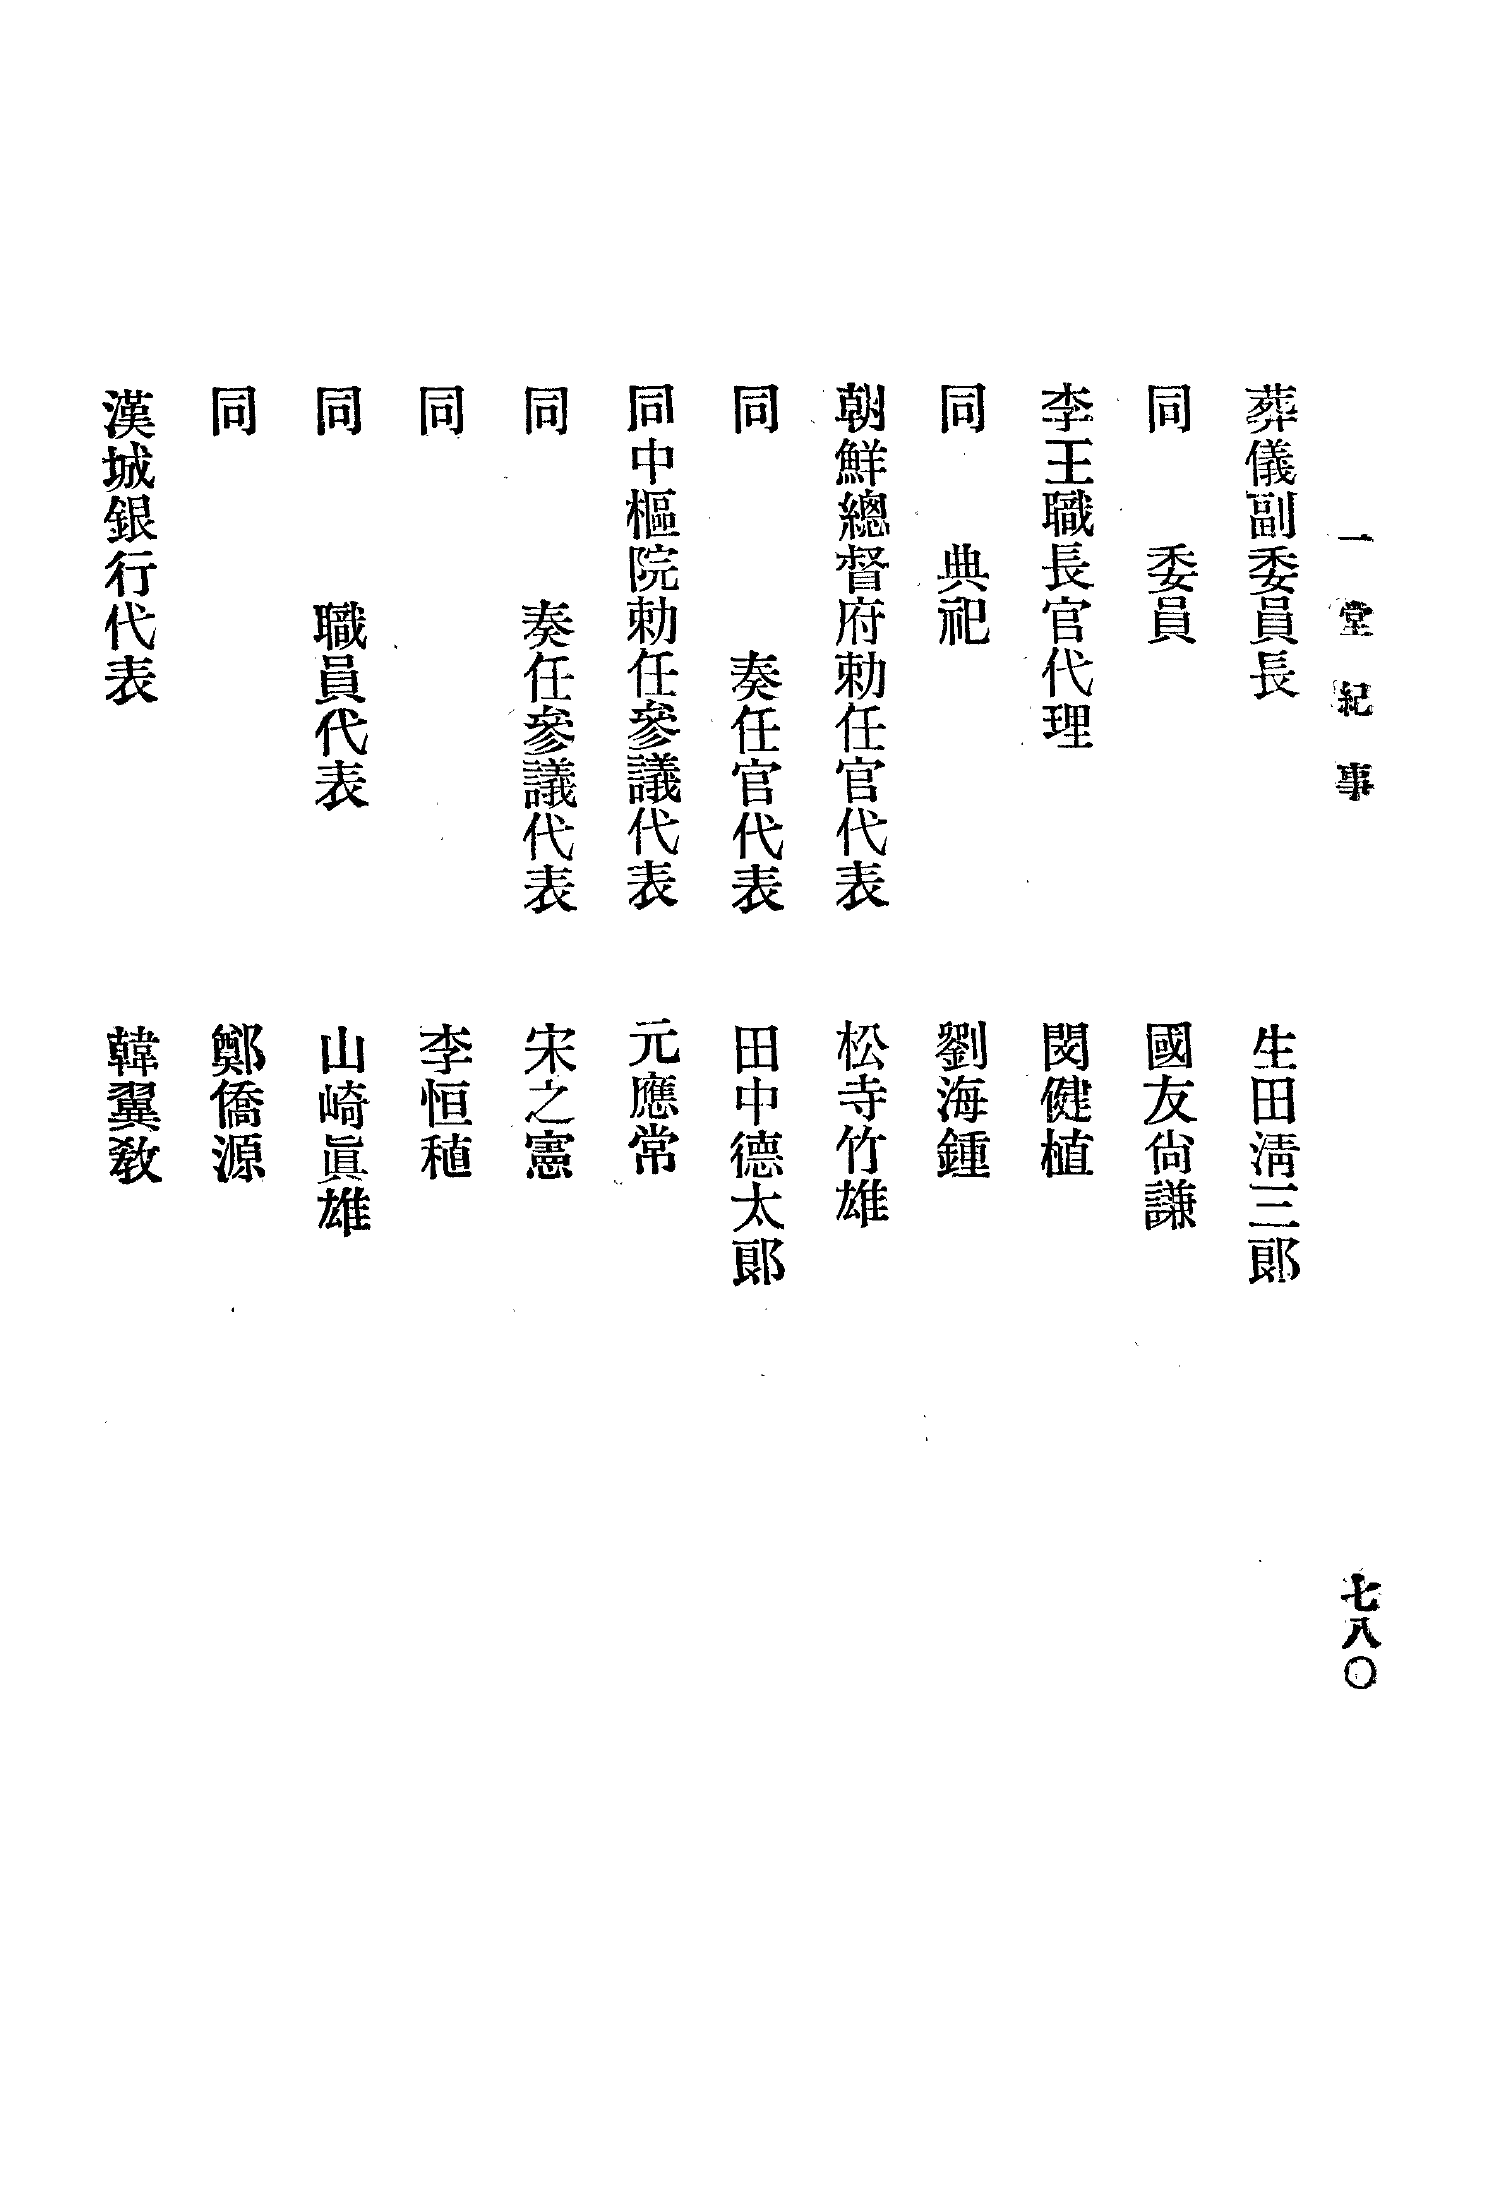 一堂紀事 七八〇
葬儀副委員長 生田淸三郞
同 委員 國友尙謙
李王職長官代理 閔健植
同 典祀 劉海鍾
朝鮮總督府勅任官代表 松寺竹雄
同 奏任官代表 田中德太郞
同中樞院勅任參議代表 元應常
同 奏任參議代表 宋之憲
同 李恒稙
同 職員代表 山崎眞雄
同 鄭僑源
漢城銀行代表 韓翼敎